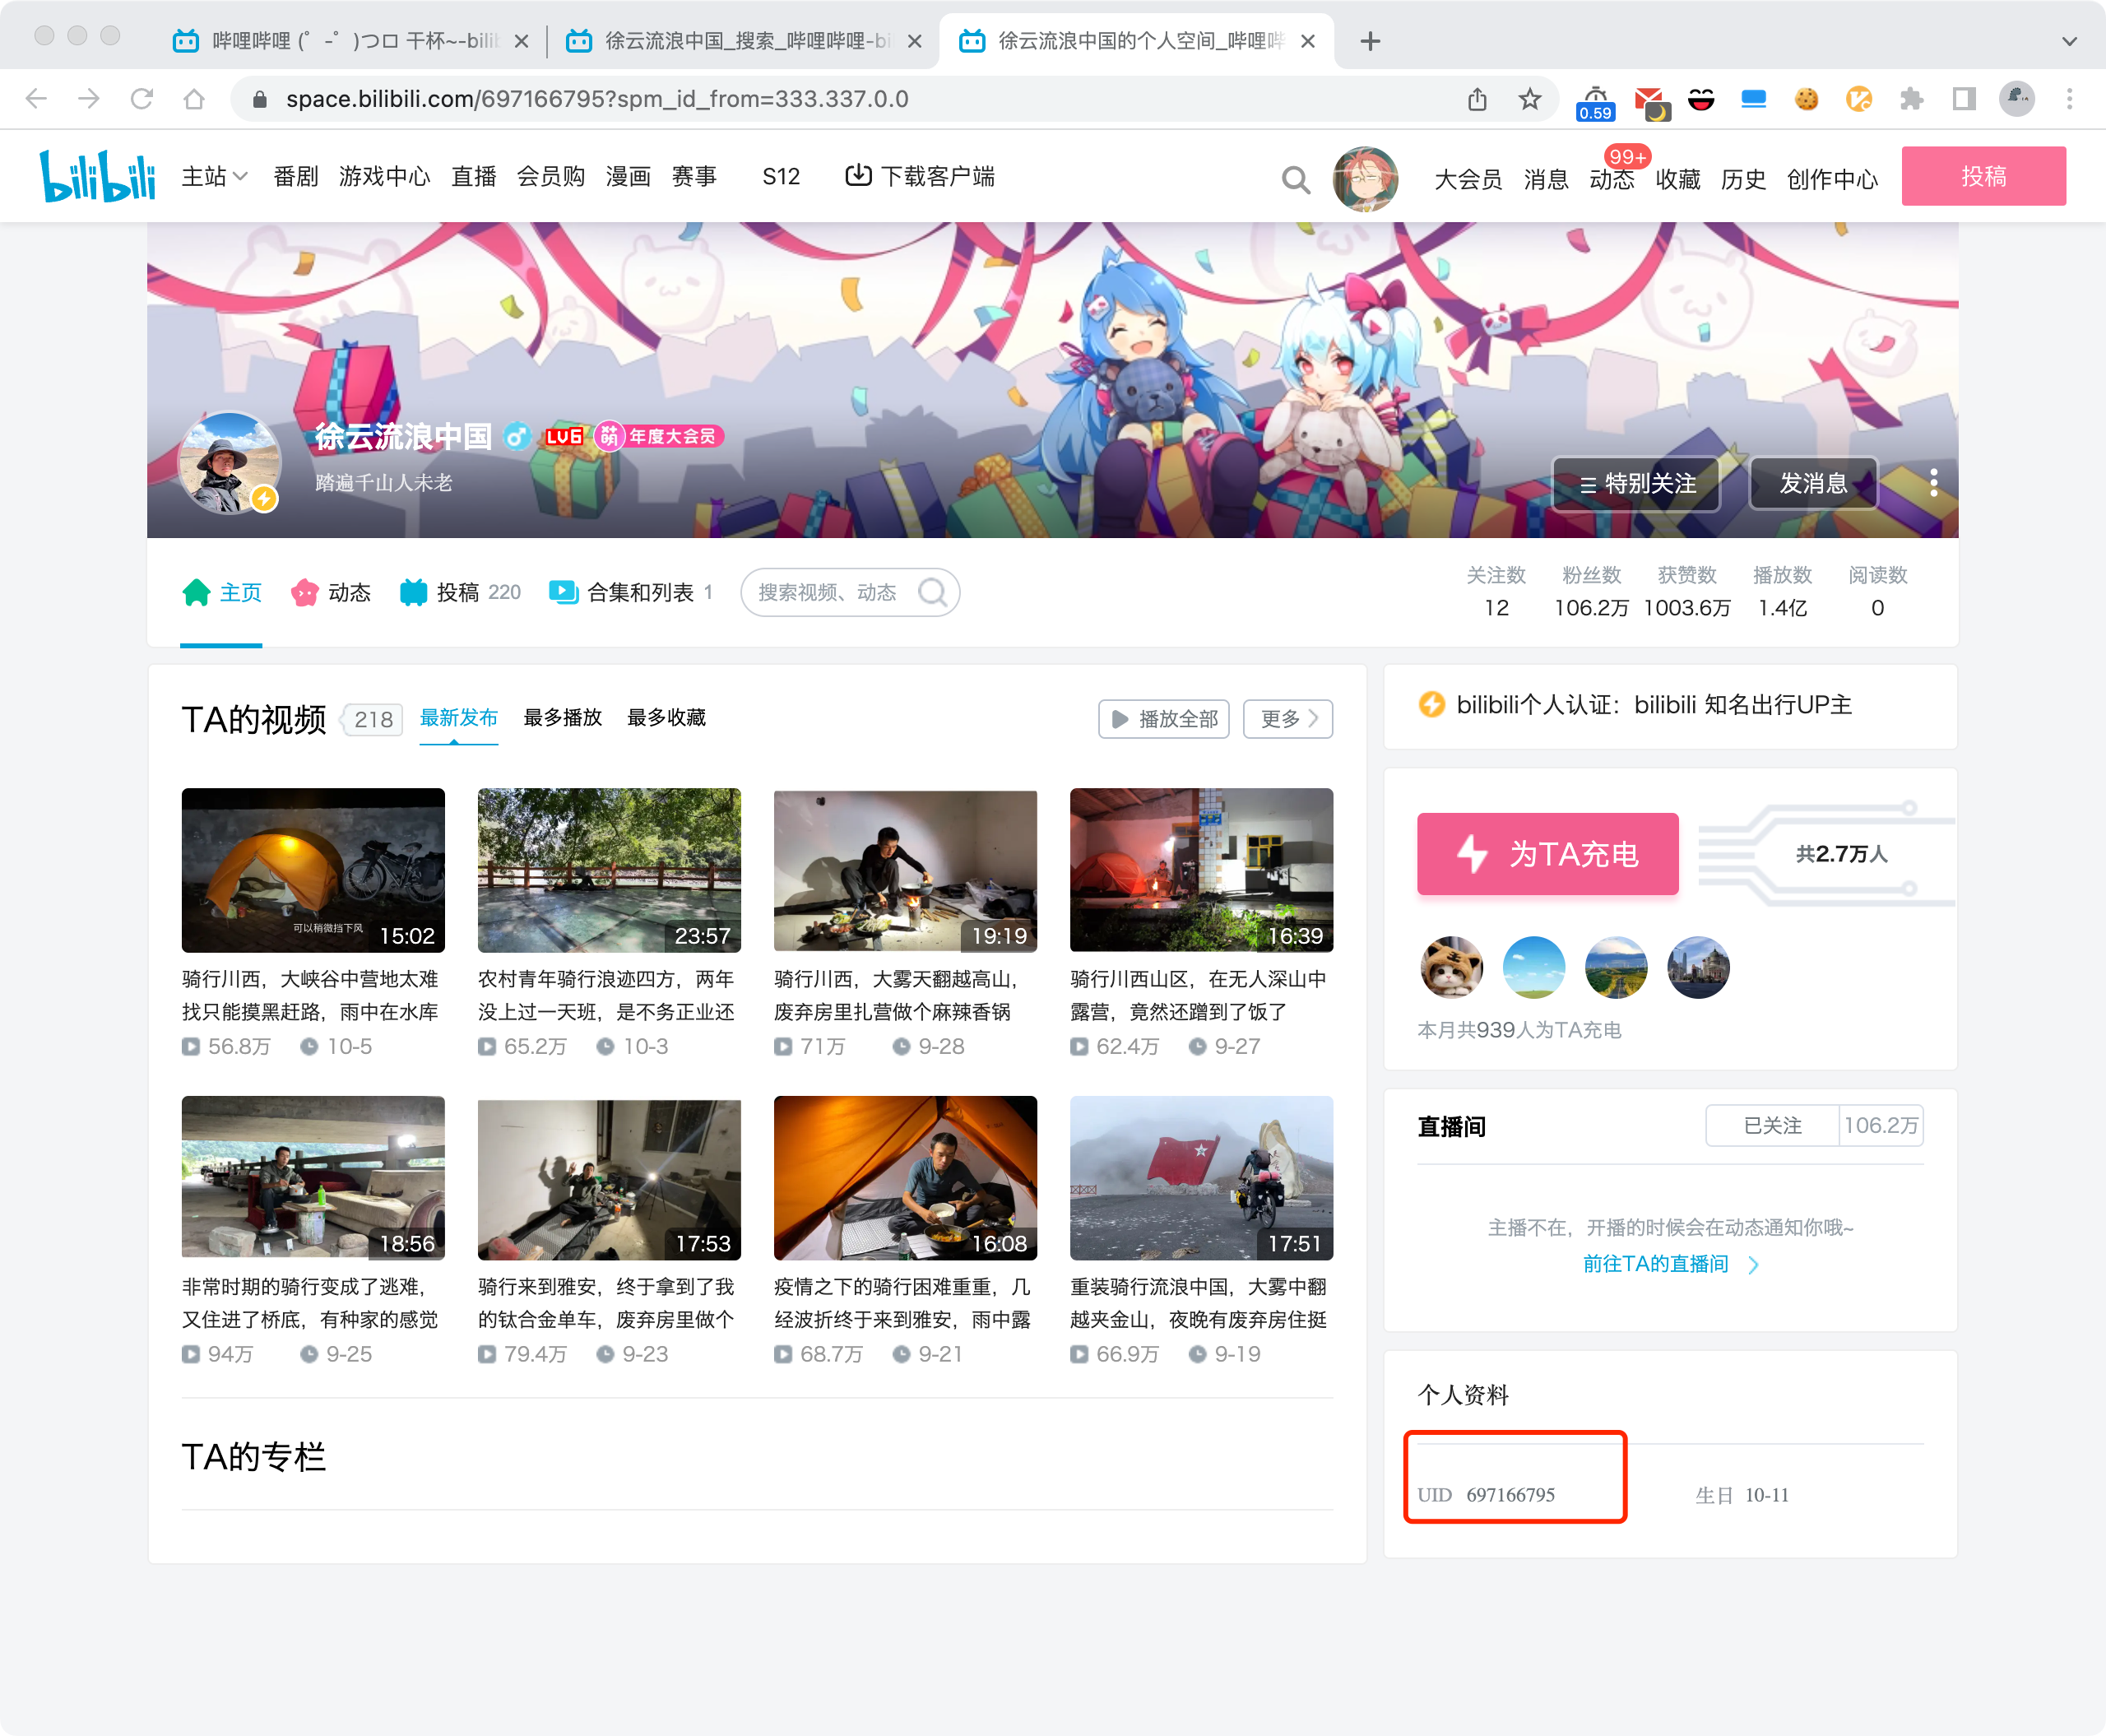 哔哩哔哩 (゜-゜)つロ 干杯~-bili
徐云流浪中国_搜索_哔哩哔哩-bi
徐云流浪中国的个人空间_哔哩哔
space.bilibili.com/697166795?spm_id_from=333.337.0.0
0.59
bilibili 主站 番剧 游戏中心 直播 会员购 漫画 赛事 S12 下载客户端
大会员 消息 动态 99+ 收藏 历史 创作中心 投稿
徐云流浪中国 LV6 萌 年度大会员
踏遍千山人未老
特别关注 发消息
主页 动态 投稿 220 合集和列表 1 搜索视频、动态
关注数 粉丝数 获赞数 播放数 阅读数
12 106.2万 1003.6万 1.4亿 0
TA的视频 218 最新发布 最多播放 最多收藏 播放全部 更多
可以稍微挡下风
15:02 23:57 19:19 16:39
骑行川西，大峡谷中营地太难
找只能摸黑赶路，雨中在水库
56.8万 10-5
农村青年骑行浪迹四方，两年
没上过一天班，是不务正业还
65.2万 10-3
骑行川西，大雾天翻越高山，
废弃房里扎营做个麻辣香锅
71万 9-28
骑行川西山区，在无人深山中
露营，竟然还蹭到了饭了
62.4万 9-27
18:56 17:53 16:08 17:51
非常时期的骑行变成了逃难，
又住进了桥底，有种家的感觉
94万 9-25
骑行来到雅安，终于拿到了我
的钛合金单车，废弃房里做个
79.4万 9-23
疫情之下的骑行困难重重，几
经波折终于来到雅安，雨中露
68.7万 9-21
重装骑行流浪中国，大雾中翻
越夹金山，夜晚有废弃房住挺
66.9万 9-19
TA的专栏
bilibili个人认证：bilibili 知名出行UP主
为TA充电
共2.7万人
本月共939人为TA充电
直播间 已关注 106.2万
主播不在，开播的时候会在动态通知你哦~
前往TA的直播间
个人资料
UID 697166795 生日 10-11